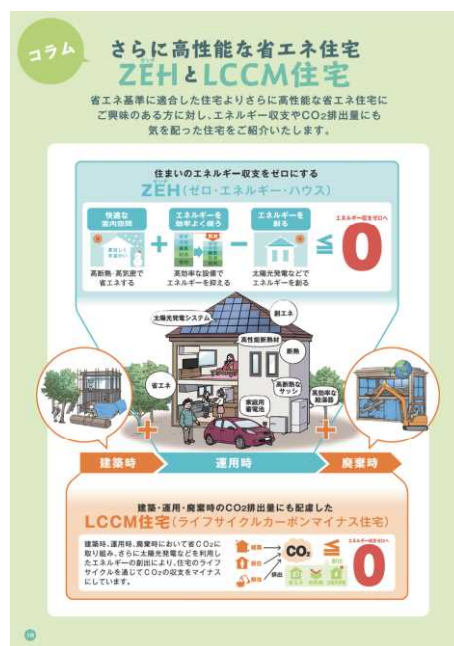 コラム
さらに高性能な省エネ住宅
ゼッチ
ZEHとLCCM住宅
省エネ基準に適合した住宅よりさらに高性能な省エネ住宅に
ご興味のある方に対し、エネルギー収支やCO2排出量にも
気を配った住宅をご紹介いたします。
住まいのエネルギー収支をゼロにする
ZEH(ゼロ・エネルギー・ハウス)
快適な
室内空間
エネルギーを
効率よく使う
エネルギーを
創る
エネルギー収支ゼロへ
+
−
≦
0
高断熱・高気密で
省エネする
高効率な設備で
エネルギーを抑える
太陽光発電などで
エネルギーを創る
太陽光発電システム
創エネ
高性能断熱材
断熱
省エネ
高断熱な
サッシ
家庭用
蓄電池
高効率な
給湯器
+
+
建築時
運用時
廃棄時
建築・運用・廃棄時のCO2排出量にも配慮した
LCCM住宅(ライフサイクルカーボンマイナス住宅)
建築時、運用時、廃棄時において省CO2に
取り組み、さらに太陽光発電などを利用し
たエネルギーの創出により、住宅のライフ
サイクルを通じてCO2の収支をマイナス
にしています。
建築
居住
排出
CO2
≦
0
エネルギー収支ゼロへ